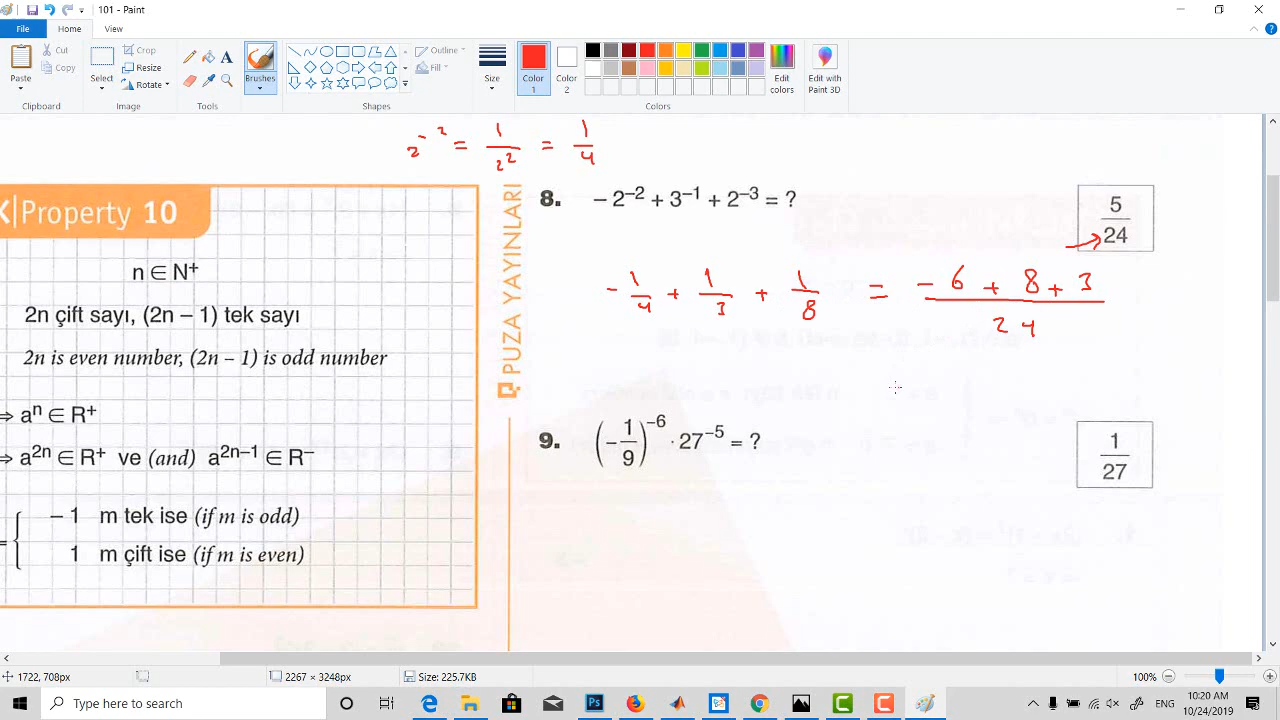 101 - Paint
File Home View
Paste
Cut
Copy
Clipboard
Select
Crop
Resize
Rotate
Image
Tools
Brushes
Shapes
Outline
Fill
Size
Color 1
Color 2
Colors
Edit colors
Edit with Paint 3D
2⁻² = 1/2² = 1/4
K|Property 10
n ∈ N⁺
2n çift sayı, (2n – 1) tek sayı
2n is even number, (2n – 1) is odd number
⇒ aⁿ ∈ R⁺
⇒ a²ⁿ ∈ R⁺ ve (and) a²ⁿ⁻¹ ∈ R⁻
= { – 1 m tek ise (if m is odd)
1 m çift ise (if m is even)
PUZA YAYINLARI
8. – 2⁻² + 3⁻¹ + 2⁻³ = ?
5/24
- 1/4 + 1/3 + 1/8 = (- 6 + 8 + 3)/24
9. (–1/9)⁻⁶ · 27⁻⁵ = ?
1/27
1722, 708px
2267 × 3248px
Size: 225.7KB
100%
Type here to search
ENG
10:20 AM
10/24/2019